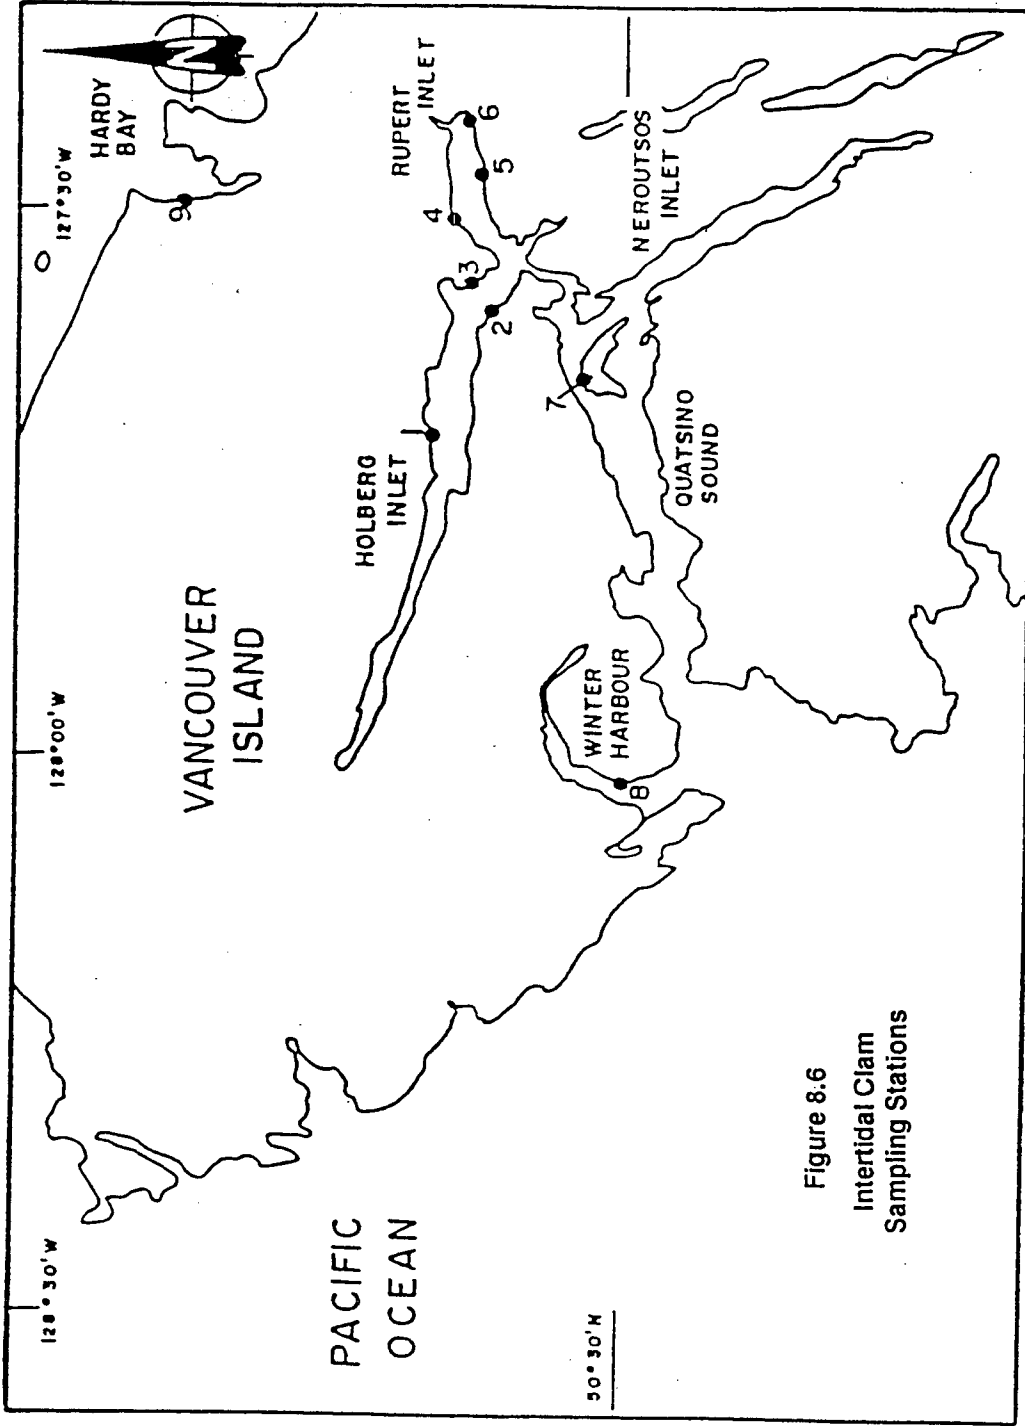 128°30'W
128°00'W
127°30'W
HARDY
BAY
N
9
VANCOUVER
ISLAND
RUPERT
INLET
HOLBERG
INLET
1
2
3
4
5
6
PACIFIC
OCEAN
7
NEROUTSOS
INLET
WINTER
HARBOUR
8
QUATSINO
SOUND
50°30'N
Figure 8.6
Intertidal Clam
Sampling Stations